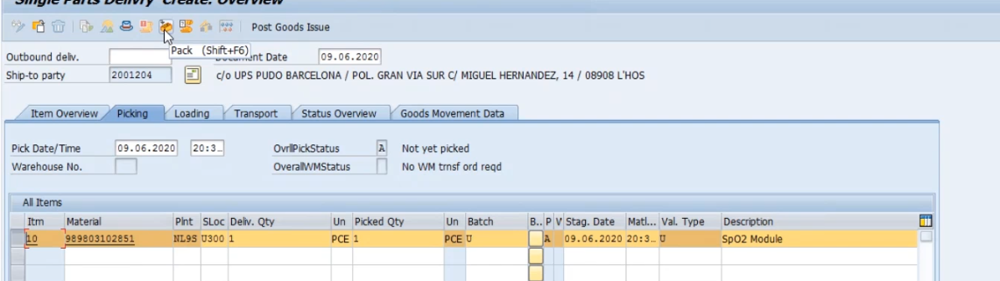 Single Parts Delivry Create: Overview
Post Goods Issue
Pack (Shift+F6)
Outbound deliv. Document Date 09.06.2020
Ship-to party 2001204 c/o UPS PUDO BARCELONA / POL. GRAN VIA SUR C/ MIGUEL HERNANDEZ, 14 / 08908 L'HOS
Item Overview Picking Loading Transport Status Overview Goods Movement Data
Pick Date/Time 09.06.2020 20:3.. OvrllPickStatus A Not yet picked
Warehouse No. OverallWMStatus No WM trnsf ord reqd
All Items
Itm Material Plnt SLoc Deliv. Qty Un Picked Qty Un Batch B.. P V Stag. Date Matl... Val. Type Description
10 989803102851 NL9S U300 1 PCE 1 PCE U A 09.06.2020 20:3.. U SpO2 Module